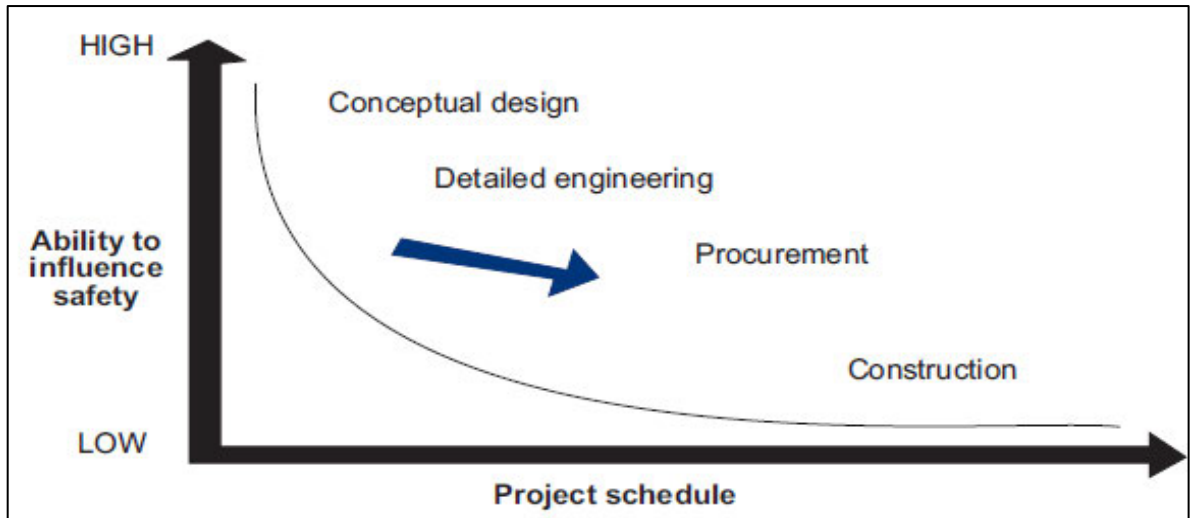 HIGH
Conceptual design
Detailed engineering
Ability to
influence
safety
Procurement
Construction
LOW
Project schedule